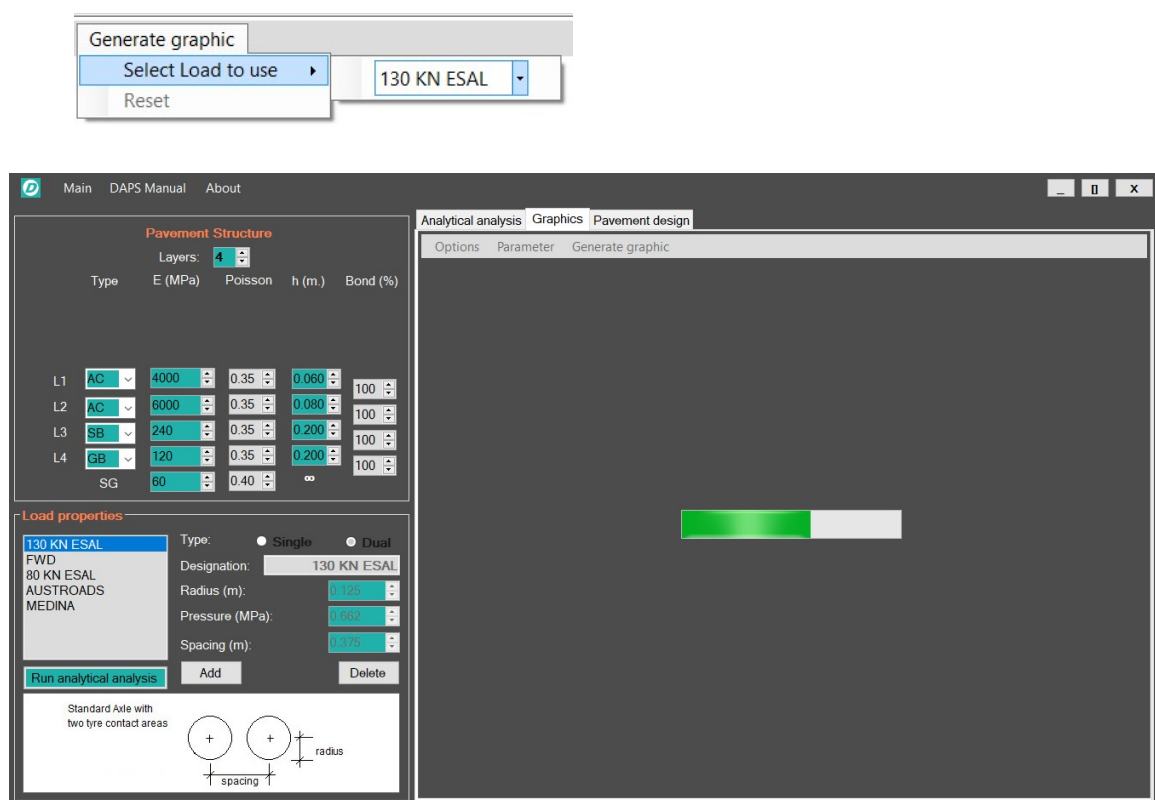 Generate graphic
Select Load to use
130 KN ESAL
Reset
Main DAPS Manual About
_ [] X
Pavement Structure
Layers: 4
Type E (MPa) Poisson h (m.) Bond (%)
L1 AC 4000 0.35 0.060 100
L2 AC 6000 0.35 0.080 100
L3 SB 240 0.35 0.200 100
L4 GB 120 0.35 0.200 100
SG 60 0.40 ∞
Load properties
130 KN ESAL
FWD
80 KN ESAL
AUSTROADS
MEDINA
Type: Single Dual
Designation: 130 KN ESAL
Radius (m): 0.125
Pressure (MPa): 0.662
Spacing (m): 0.375
Run analytical analysis Add Delete
Standard Axle with
two tyre contact areas
radius
spacing
Analytical analysis Graphics Pavement design
Options Parameter Generate graphic